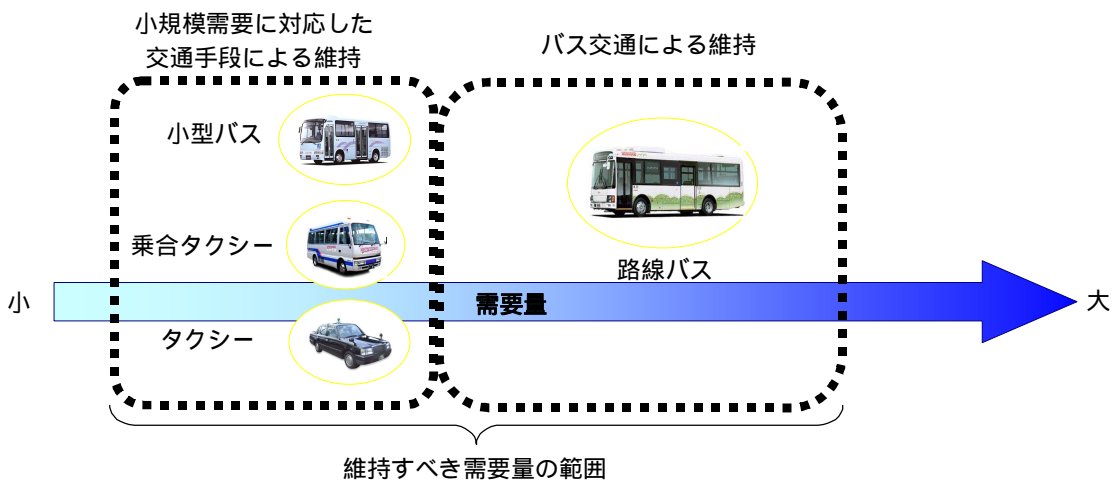 小規模需要に対応した
交通手段による維持
バス交通による維持
小型バス
乗合タクシー
路線バス
小
需要量
大
タクシー
維持すべき需要量の範囲